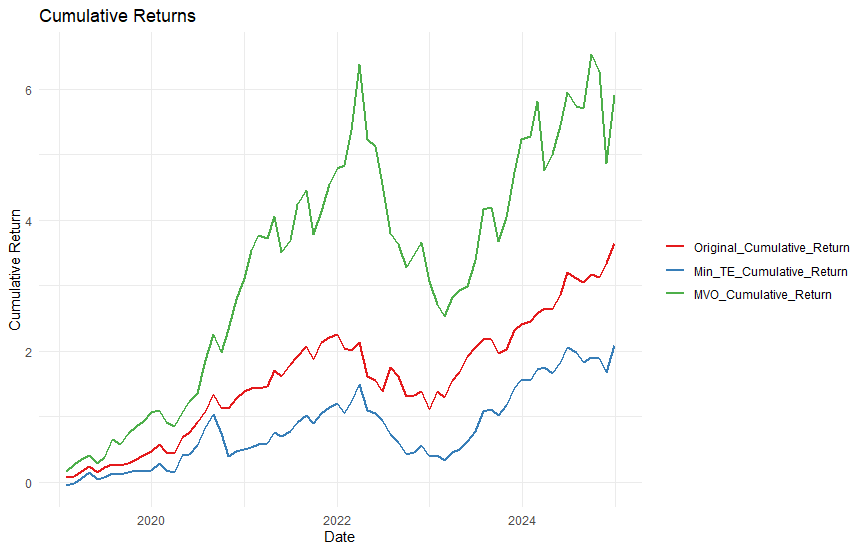 Cumulative Returns
Cumulative Return
6
4
2
0
2020
2022
2024
Date
Original_Cumulative_Return
Min_TE_Cumulative_Return
MVO_Cumulative_Return